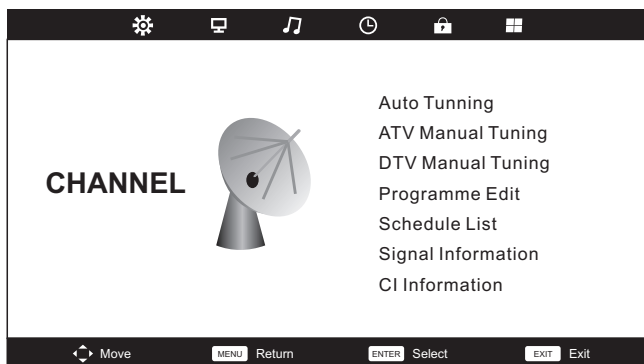 CHANNEL
Auto Tunning
ATV Manual Tuning
DTV Manual Tuning
Programme Edit
Schedule List
Signal Information
CI Information
Move MENU Return ENTER Select EXIT Exit